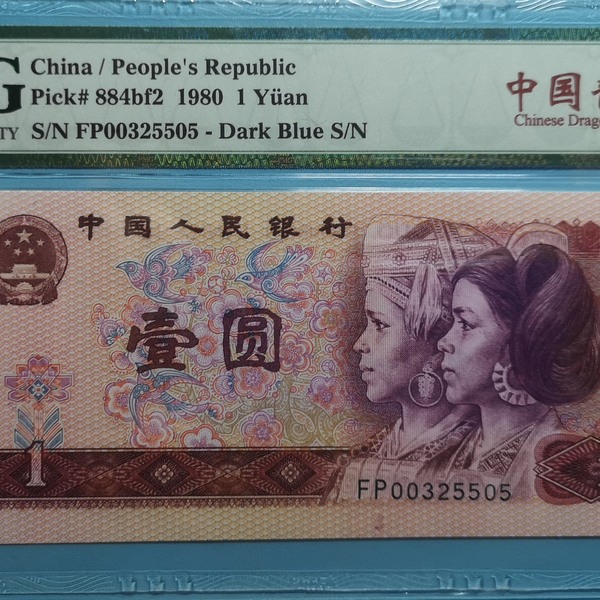 China / People's Republic
Pick# 884bf2 1980 1 Yüan
S/N FP00325505 - Dark Blue S/N
中国
Chinese
中国人民银行
壹圆
1
FP00325505